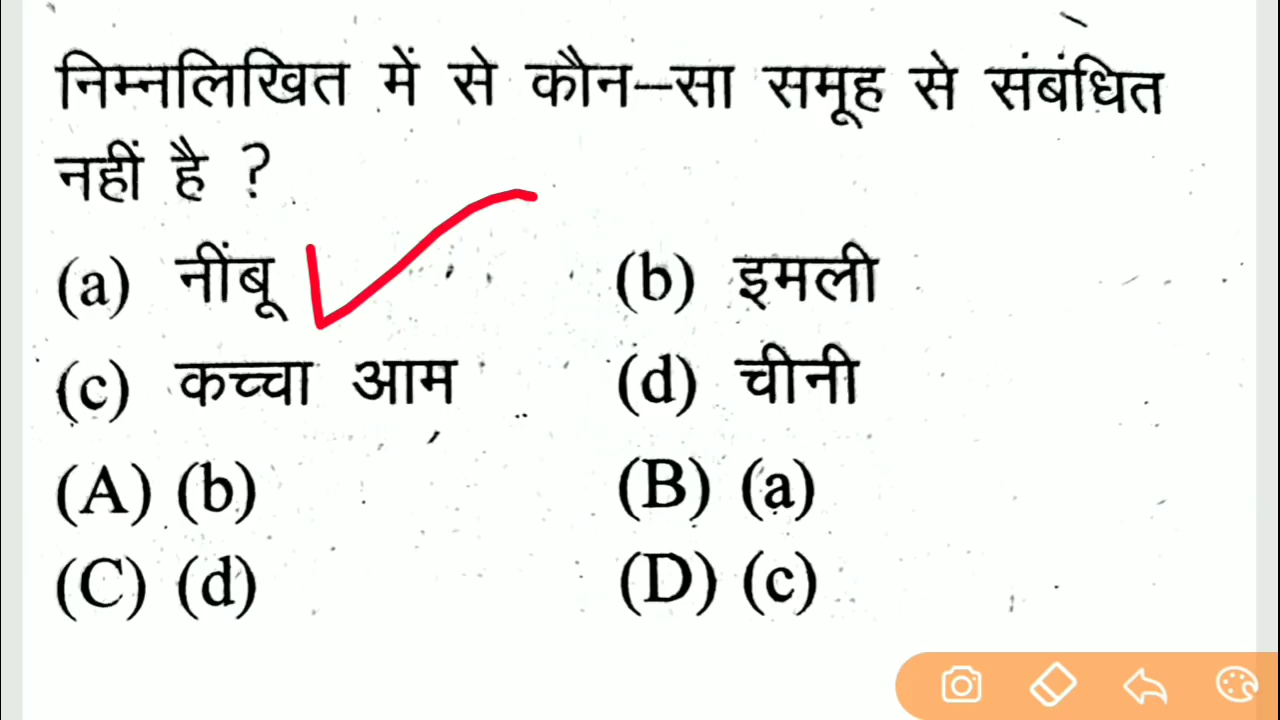 निम्नलिखित में से कौन–सा समूह से संबंधित
नहीं है ?
(a) नींबू (b) इमली
(c) कच्चा आम (d) चीनी
(A) (b) (B) (a)
(C) (d) (D) (c)